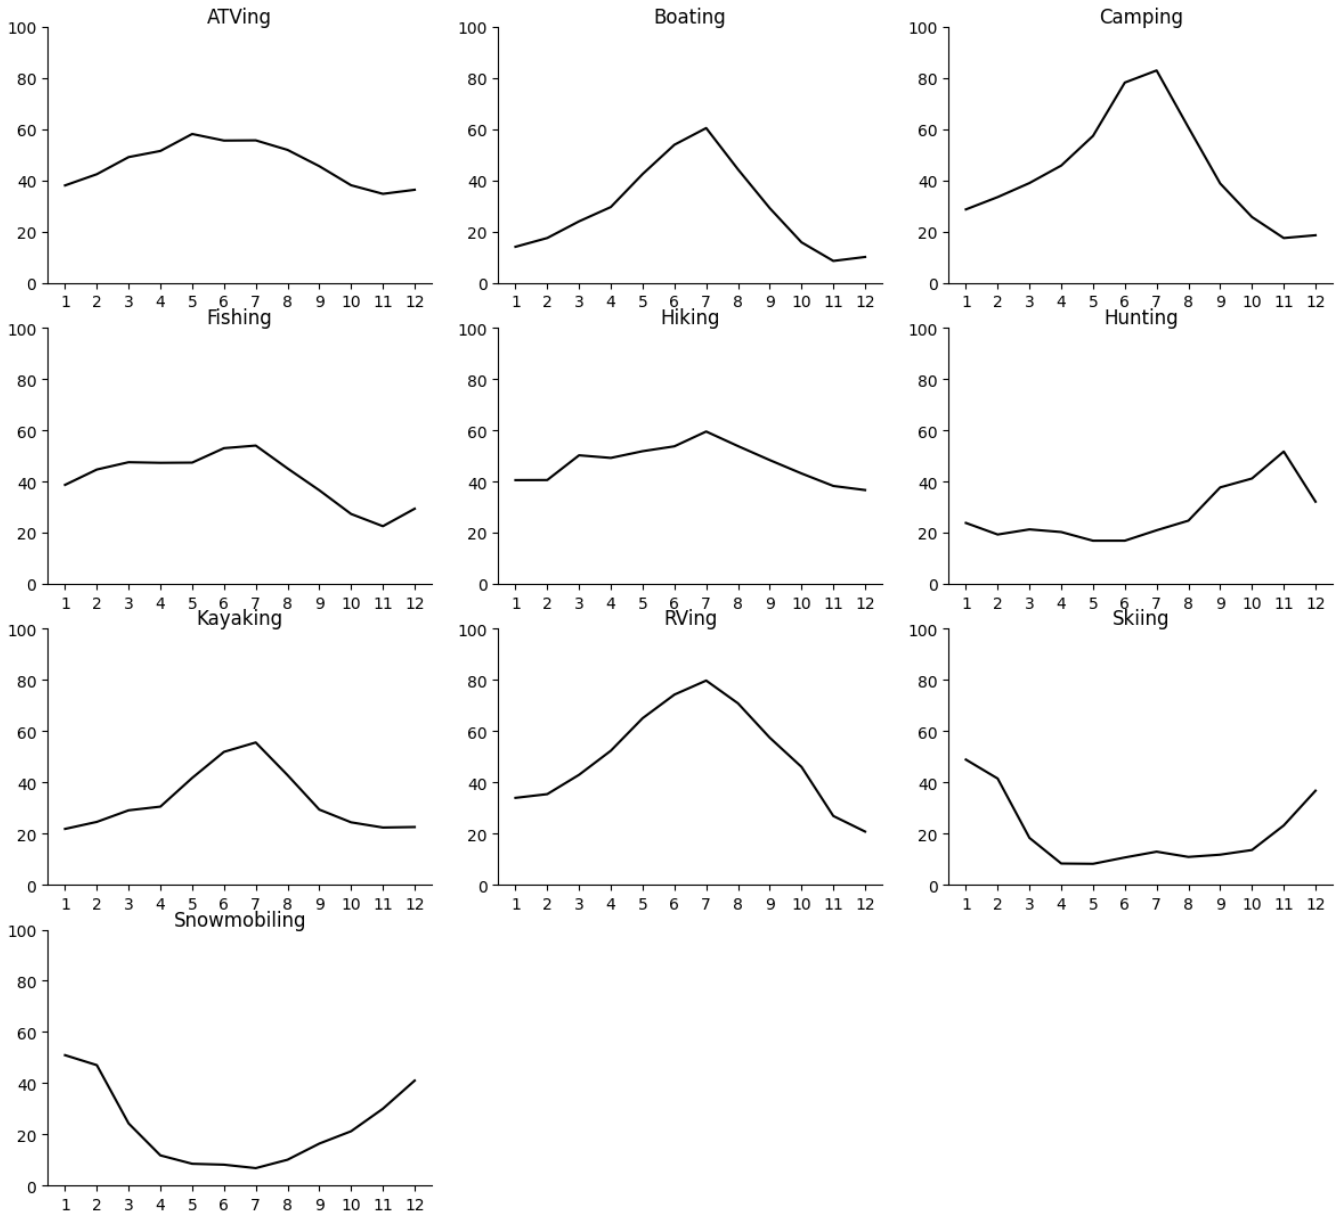 ATVing Boating Camping
100 100 100
80 80 80
60 60 60
40 40 40
20 20 20
0 0 0
1 2 3 4 5 6 7 8 9 10 11 12 1 2 3 4 5 6 7 8 9 10 11 12 1 2 3 4 5 6 7 8 9 10 11 12
Fishing Hiking Hunting
100 100 100
80 80 80
60 60 60
40 40 40
20 20 20
0 0 0
1 2 3 4 5 6 7 8 9 10 11 12 1 2 3 4 5 6 7 8 9 10 11 12 1 2 3 4 5 6 7 8 9 10 11 12
Kayaking RVing Skiing
100 100 100
80 80 80
60 60 60
40 40 40
20 20 20
0 0 0
1 2 3 4 5 6 7 8 9 10 11 12 1 2 3 4 5 6 7 8 9 10 11 12 1 2 3 4 5 6 7 8 9 10 11 12
Snowmobiling
100
80
60
40
20
0
1 2 3 4 5 6 7 8 9 10 11 12